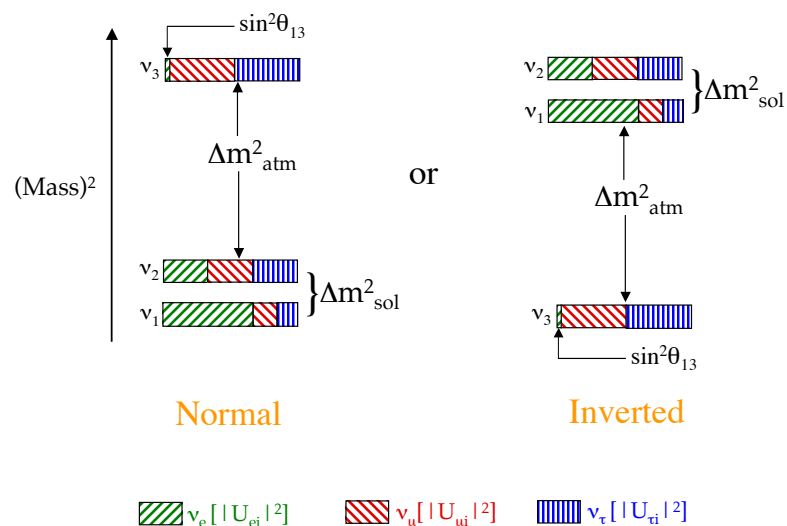 sin²θ₁₃
ν₃
Δm²atm
(Mass)²
ν₂
Δm²sol
ν₁
Normal
or
ν₂
Δm²sol
ν₁
Δm²atm
ν₃
sin²θ₁₃
Inverted
νe [|Uei|²] νμ [|Uμi|²] ντ [|Uτi|²]